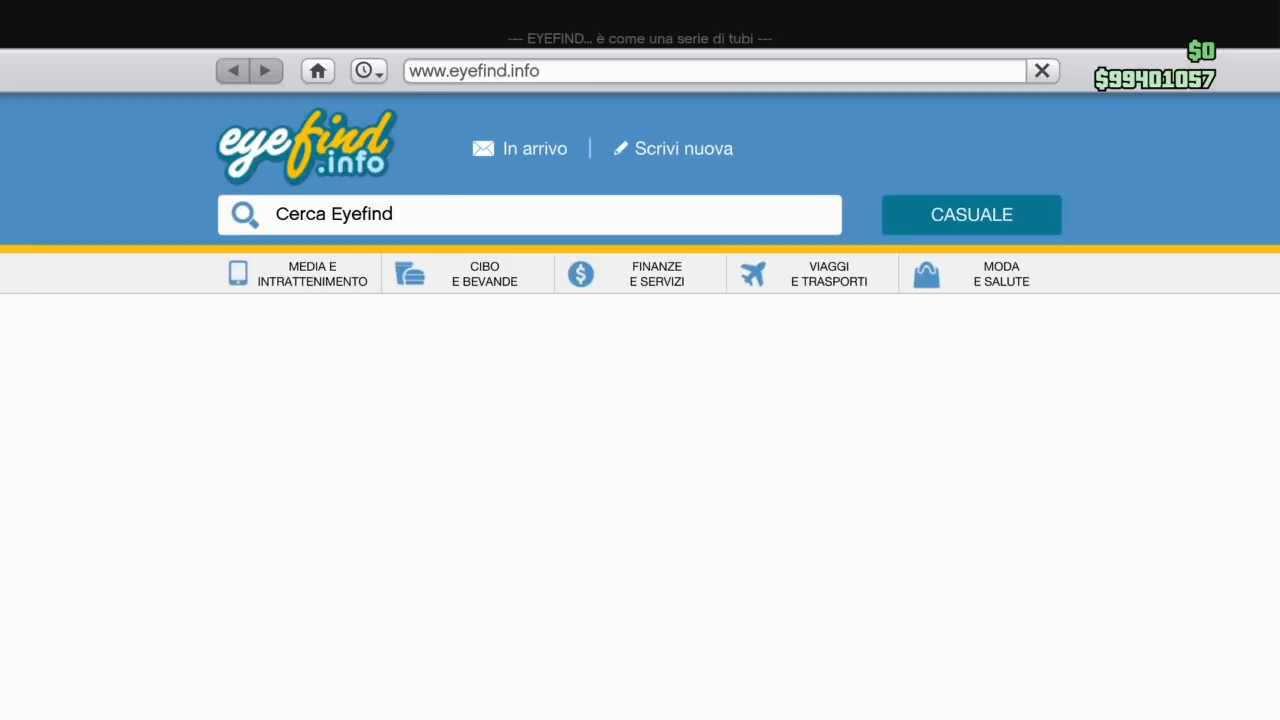 --- EYEFIND... è come una serie di tubi ---
$0
www.eyefind.info
$99401057
eyefind
.info
In arrivo | Scrivi nuova
Cerca Eyefind
CASUALE
MEDIA E
INTRATTENIMENTO
CIBO
E BEVANDE
FINANZE
E SERVIZI
VIAGGI
E TRASPORTI
MODA
E SALUTE